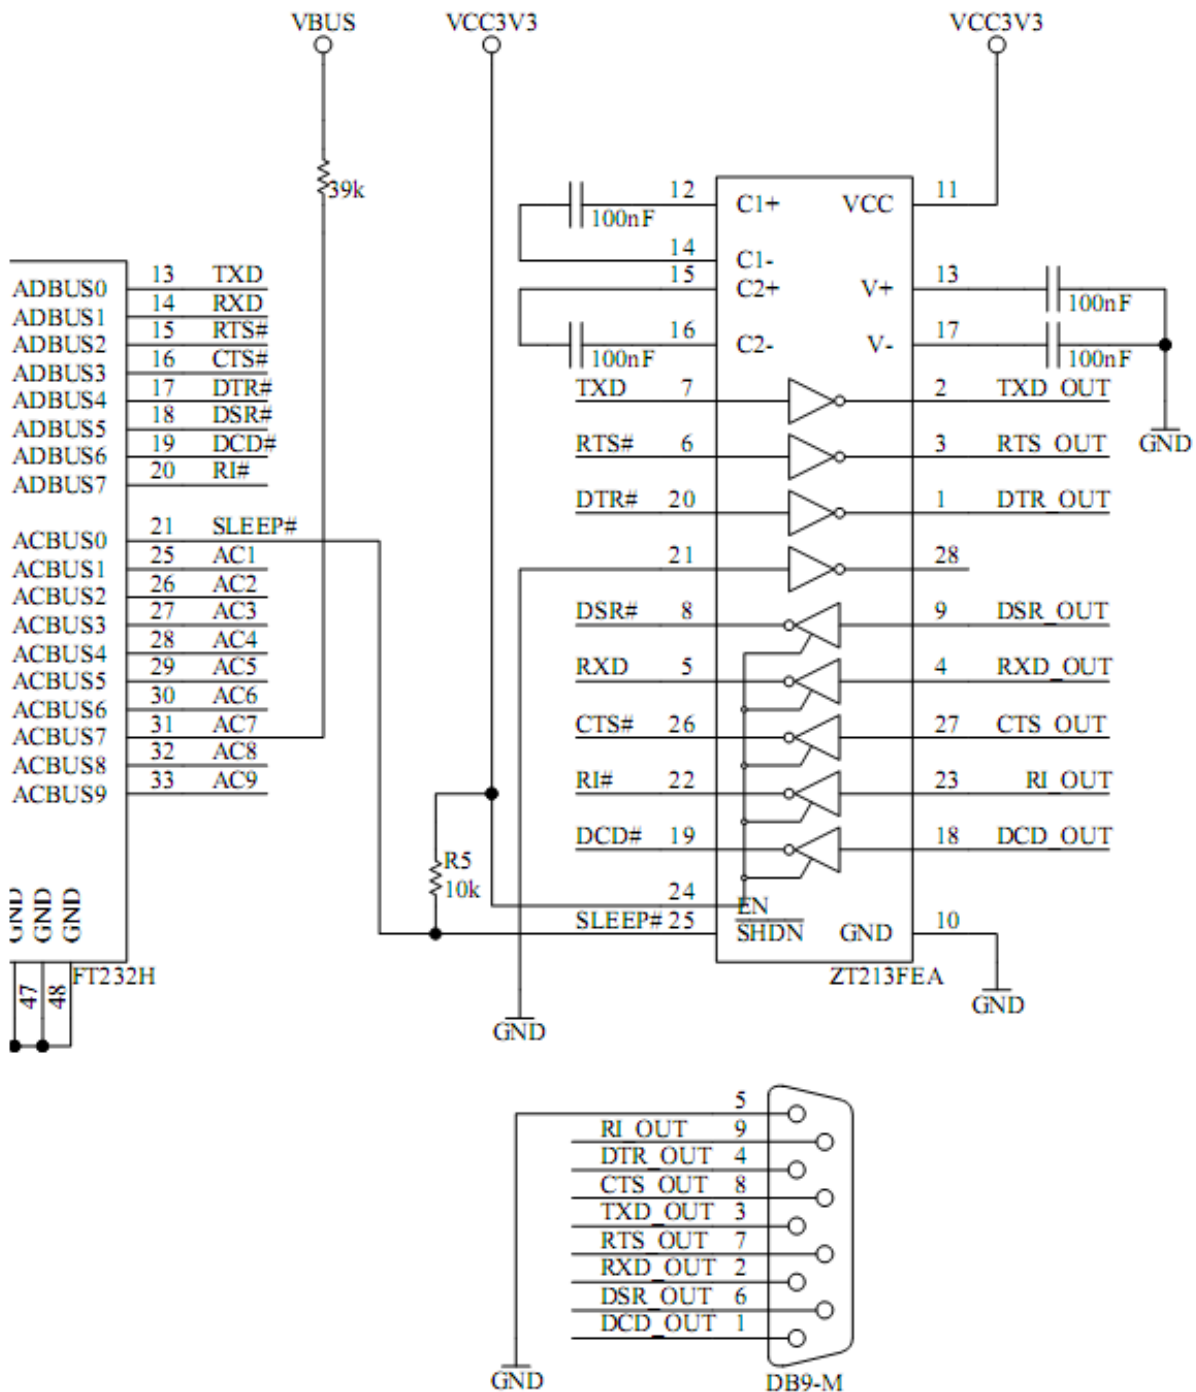 VBUS
VCC3V3
VCC3V3
39k
ADBUS0 13 TXD
ADBUS1 14 RXD
ADBUS2 15 RTS#
ADBUS3 16 CTS#
ADBUS4 17 DTR#
ADBUS5 18 DSR#
ADBUS6 19 DCD#
ADBUS7 20 RI#
ACBUS0 21 SLEEP#
ACBUS1 25 AC1
ACBUS2 26 AC2
ACBUS3 27 AC3
ACBUS4 28 AC4
ACBUS5 29 AC5
ACBUS6 30 AC6
ACBUS7 31 AC7
ACBUS8 32 AC8
ACBUS9 33 AC9
GND
GND
GND
47
48
FT232H
R5
10k
100nF
12 C1+ VCC 11
14 C1-
15 C2+ V+ 13
100nF
16 C2- V- 17
100nF
100nF
GND
TXD 7 2 TXD_OUT
RTS# 6 3 RTS_OUT
DTR# 20 1 DTR_OUT
21 28
DSR# 8 9 DSR_OUT
RXD 5 4 RXD_OUT
CTS# 26 27 CTS_OUT
RI# 22 23 RI_OUT
DCD# 19 18 DCD_OUT
24 EN
SLEEP# 25 SHDN GND 10
ZT213FEA
GND
GND
5
RI_OUT 9
DTR_OUT 4
CTS_OUT 8
TXD_OUT 3
RTS_OUT 7
RXD_OUT 2
DSR_OUT 6
DCD_OUT 1
GND
DB9-M